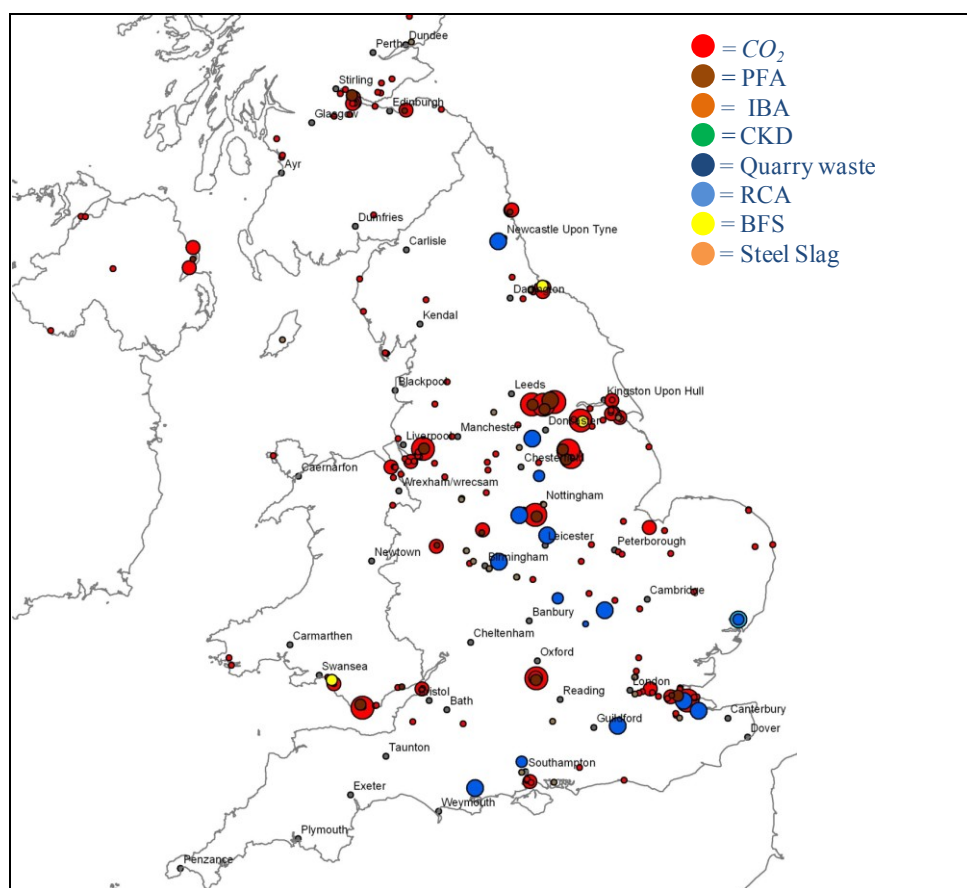 Dundee
Perth
= CO₂
= PFA
Stirling
Edinburgh
= IBA
Glasgow
= CKD
Ayr
= Quarry waste
= RCA
Dumfries
Newcastle Upon Tyne
= BFS
Carlisle
= Steel Slag
Darlington
Kendal
Blackpool
Leeds
Kingston Upon Hull
Doncaster
Liverpool
Manchester
Chesterfield
Caernarfon
Wrexham/wrecsam
Nottingham
Leicester
Peterborough
Newtown
Birmingham
Cambridge
Banbury
Carmarthen
Cheltenham
Swansea
Oxford
London
Bristol
Bath
Reading
Canterbury
Guildford
Dover
Taunton
Southampton
Exeter
Weymouth
Plymouth
Penzance